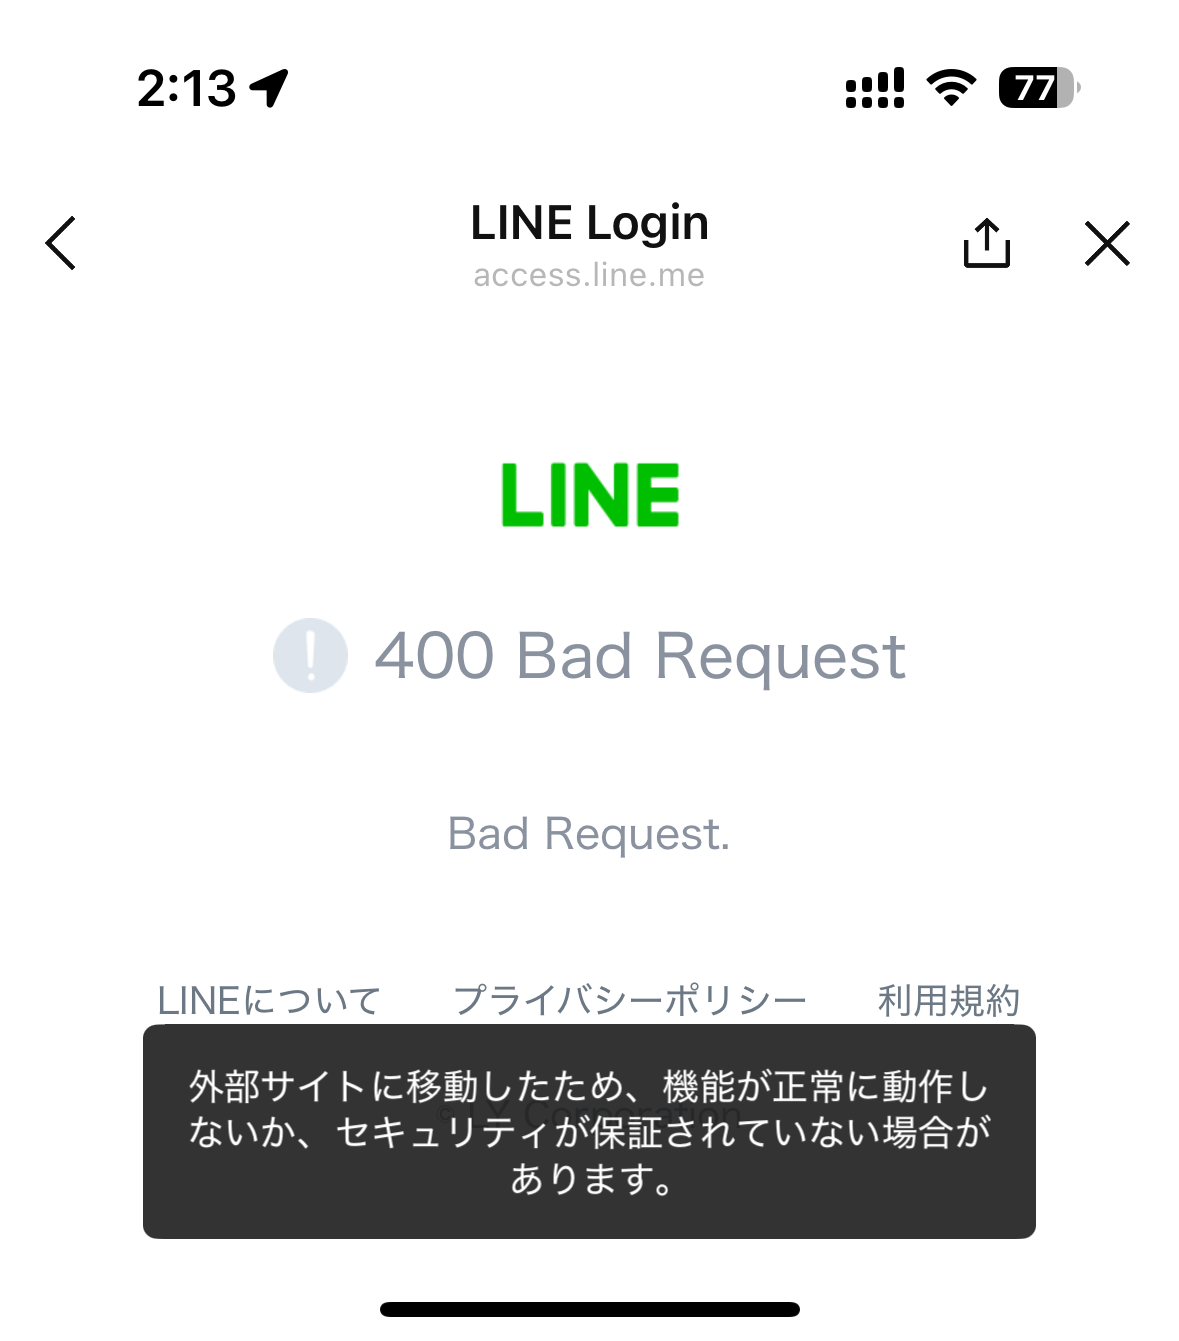 2:13
77
LINE Login
access.line.me
LINE
400 Bad Request
Bad Request.
LINEについて プライバシーポリシー 利用規約
© LY Corporation
外部サイトに移動したため、機能が正常に動作し
ないか、セキュリティが保証されていない場合が
あります。